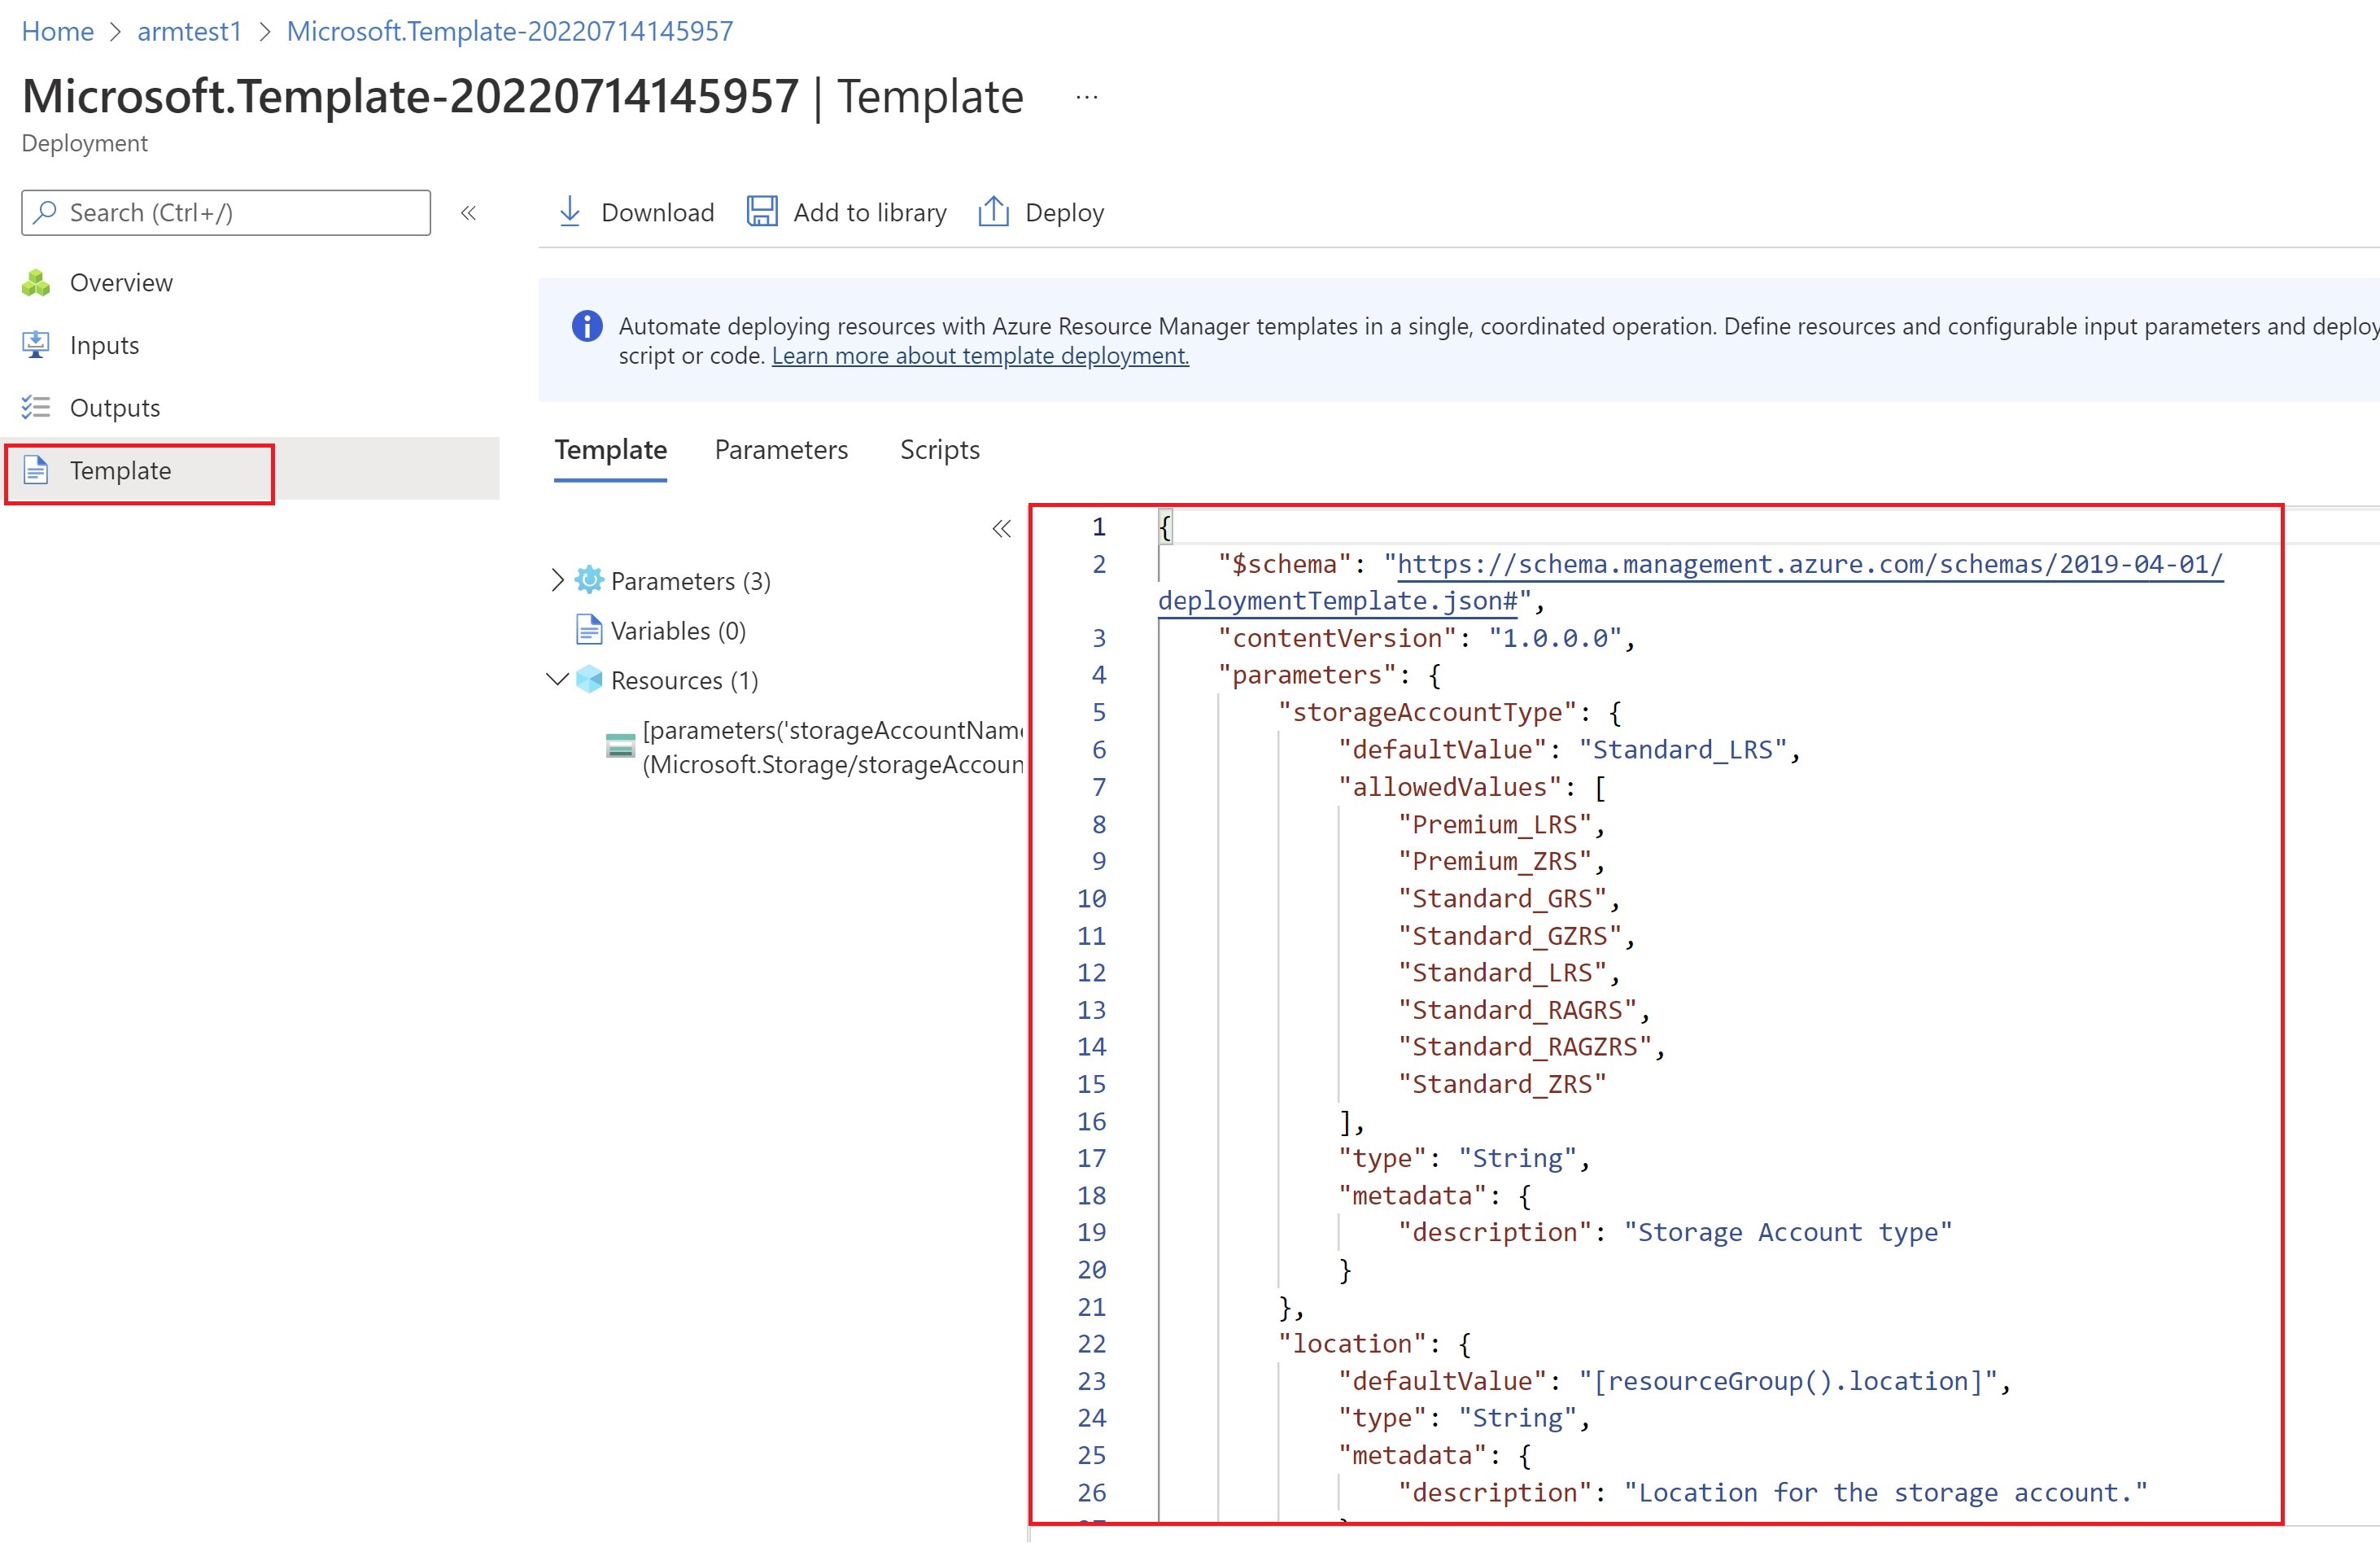 Home > armtest1 > Microsoft.Template-20220714145957
Microsoft.Template-20220714145957 | Template ...
Deployment
Search (Ctrl+/)
Overview
Inputs
Outputs
Template
Download Add to library Deploy
Automate deploying resources with Azure Resource Manager templates in a single, coordinated operation. Define resources and configurable input parameters and deploy
script or code. Learn more about template deployment.
Template Parameters Scripts
Parameters (3)
Variables (0)
Resources (1)
[parameters('storageAccountName
(Microsoft.Storage/storageAccoun
1 {
2 "$schema": "https://schema.management.azure.com/schemas/2019-04-01/
deploymentTemplate.json#",
3 "contentVersion": "1.0.0.0",
4 "parameters": {
5 "storageAccountType": {
6 "defaultValue": "Standard_LRS",
7 "allowedValues": [
8 "Premium_LRS",
9 "Premium_ZRS",
10 "Standard_GRS",
11 "Standard_GZRS",
12 "Standard_LRS",
13 "Standard_RAGRS",
14 "Standard_RAGZRS",
15 "Standard_ZRS"
16 ],
17 "type": "String",
18 "metadata": {
19 "description": "Storage Account type"
20 }
21 },
22 "location": {
23 "defaultValue": "[resourceGroup().location]",
24 "type": "String",
25 "metadata": {
26 "description": "Location for the storage account."